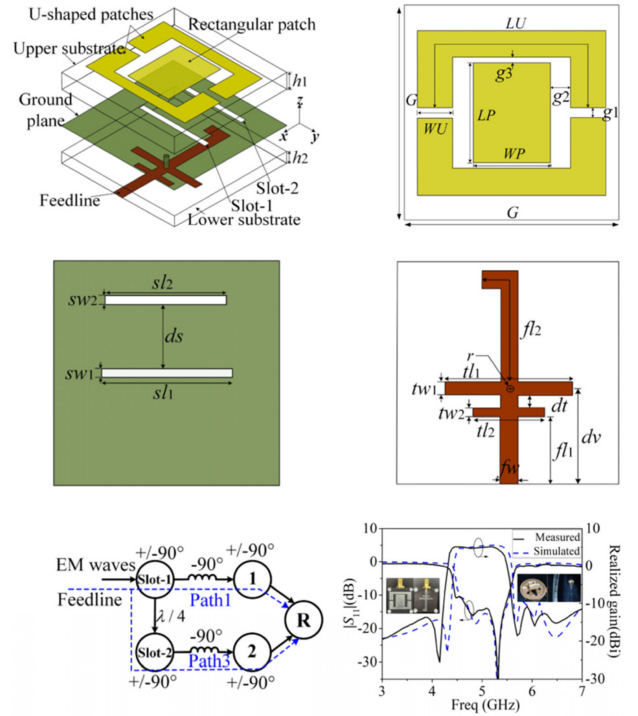 U-shaped patches
Rectangular patch
Upper substrate
h1
Ground
plane
z
x
y
h2
Slot-2
Slot-1
Feedline
Lower substrate
LU
g3
G
g2
g1
WU
LP
WP
G
sl2
sw2
ds
sw1
sl1
fl2
r
tl1
tw1
dt
tw2
tl2
dv
fl1
fw
+/-90°
+/-90°
-90°
EM waves
Slot-1
1
Feedline
Path1
λ/4
R
-90°
Slot-2
2
Path3
+/-90°
+/-90°
10
10
Measured
Simulated
5
0
0
-10
-5
-10
-20
-15
-20
-30
-30
|S11|(dB)
Realized gain(dBi)
3
4
5
6
7
Freq (GHz)